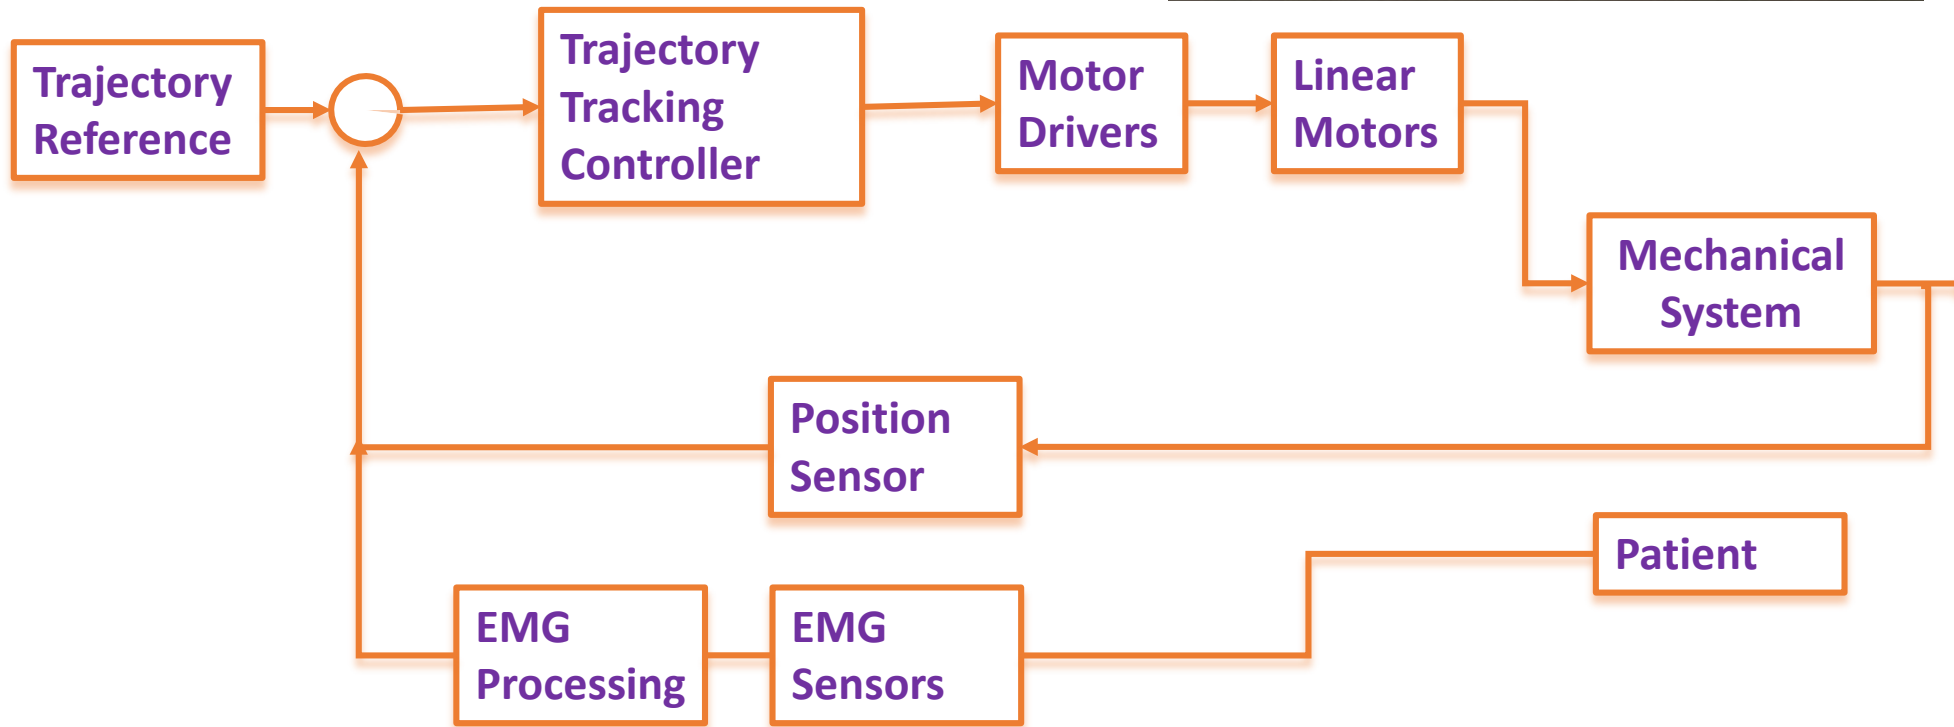 Trajectory
Reference
Trajectory
Tracking
Controller
Motor
Drivers
Linear
Motors
Mechanical
System
Position
Sensor
Patient
EMG
Processing
EMG
Sensors